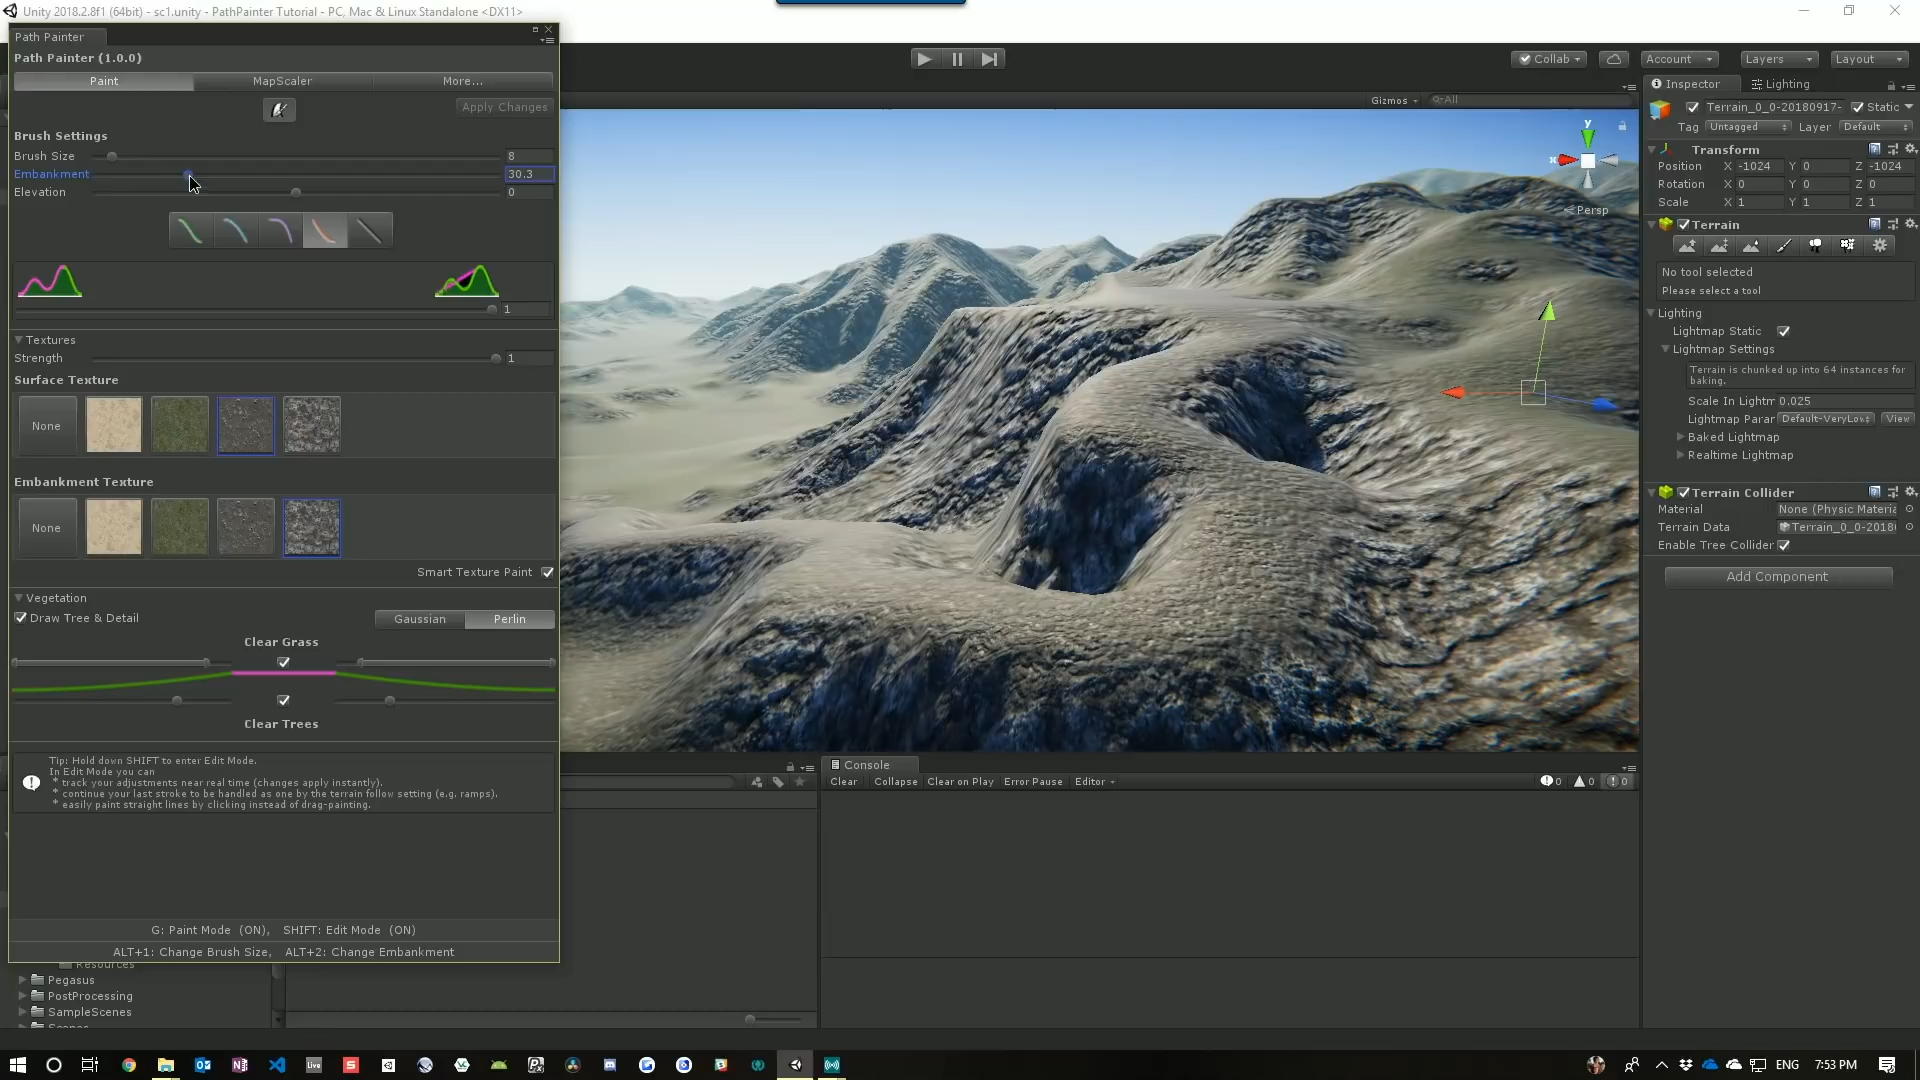 Unity 2018.2.8f1 (64bit) - sc1.unity - PathPainter Tutorial - PC, Mac & Linux Standalone <DX11>
Path Painter
Path Painter (1.0.0)
Paint MapScaler More...
Apply Changes
Brush Settings
Brush Size 8
Embankment 30.3
Elevation 0
1
Textures
Strength 1
Surface Texture
None
Embankment Texture
None
Smart Texture Paint
Vegetation
Draw Tree & Detail Gaussian Perlin
Clear Grass
Clear Trees
Tip: Hold down SHIFT to enter Edit Mode.
In Edit Mode you can
* track your adjustments near real time (changes apply instantly).
* continue your last stroke to be handled as one by the terrain follow setting (e.g. ramps).
* easily paint straight lines by clicking instead of drag-painting.
G: Paint Mode (ON), SHIFT: Edit Mode (ON)
ALT+1: Change Brush Size, ALT+2: Change Embankment
Resources
Pegasus
PostProcessing
SampleScenes
Scenes
Collab Account Layers Layout
Gizmos All
y
x
Persp
Console
Clear Collapse Clear on Play Error Pause Editor 0 0 0
Inspector Lighting
Terrain_0_0-20180917- Static
Tag Untagged Layer Default
Transform
Position X -1024 Y 0 Z -1024
Rotation X 0 Y 0 Z 0
Scale X 1 Y 1 Z 1
Terrain
No tool selected
Please select a tool
Lighting
Lightmap Static
Lightmap Settings
Terrain is chunked up into 64 instances for
baking.
Scale In Lightm 0.025
Lightmap Parar Default-VeryLow View
Baked Lightmap
Realtime Lightmap
Terrain Collider
Material None (Physic Materia
Terrain Data Terrain_0_0-2018
Enable Tree Collider
Add Component
Live
ENG 7:53 PM